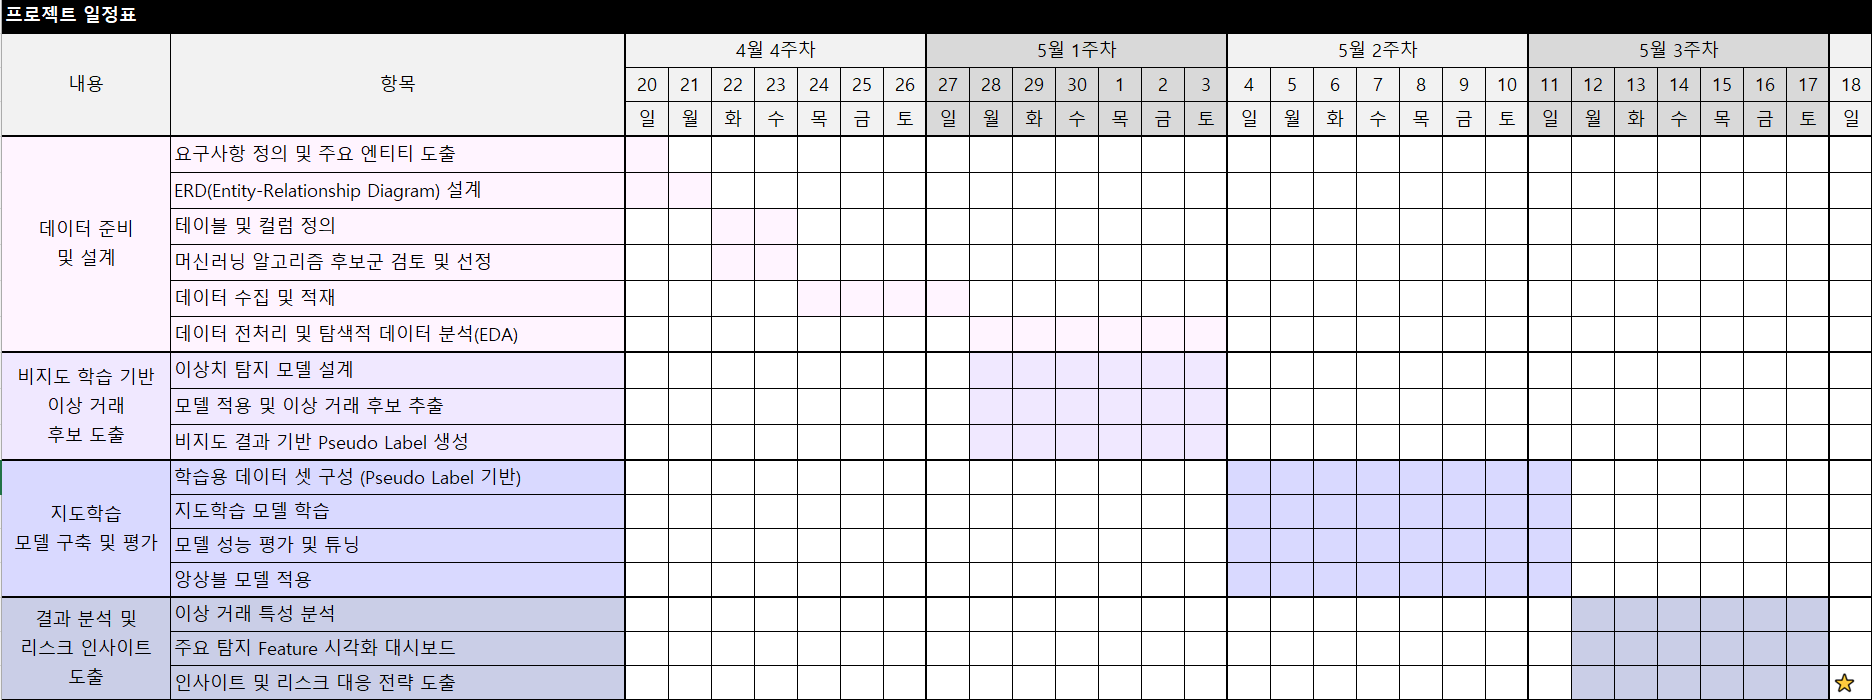 프로젝트 일정표
내용 항목 4월 4주차 5월 1주차 5월 2주차 5월 3주차
20 21 22 23 24 25 26 27 28 29 30 1 2 3 4 5 6 7 8 9 10 11 12 13 14 15 16 17 18
일 월 화 수 목 금 토 일 월 화 수 목 금 토 일 월 화 수 목 금 토 일 월 화 수 목 금 토 일
데이터 준비
및 설계
요구사항 정의 및 주요 엔티티 도출
ERD(Entity-Relationship Diagram) 설계
테이블 및 컬럼 정의
머신러닝 알고리즘 후보군 검토 및 선정
데이터 수집 및 적재
데이터 전처리 및 탐색적 데이터 분석(EDA)
비지도 학습 기반
이상 거래
후보 도출
이상치 탐지 모델 설계
모델 적용 및 이상 거래 후보 추출
비지도 결과 기반 Pseudo Label 생성
지도학습
모델 구축 및 평가
학습용 데이터 셋 구성 (Pseudo Label 기반)
지도학습 모델 학습
모델 성능 평가 및 튜닝
앙상블 모델 적용
결과 분석 및
리스크 인사이트
도출
이상 거래 특성 분석
주요 탐지 Feature 시각화 대시보드
인사이트 및 리스크 대응 전략 도출